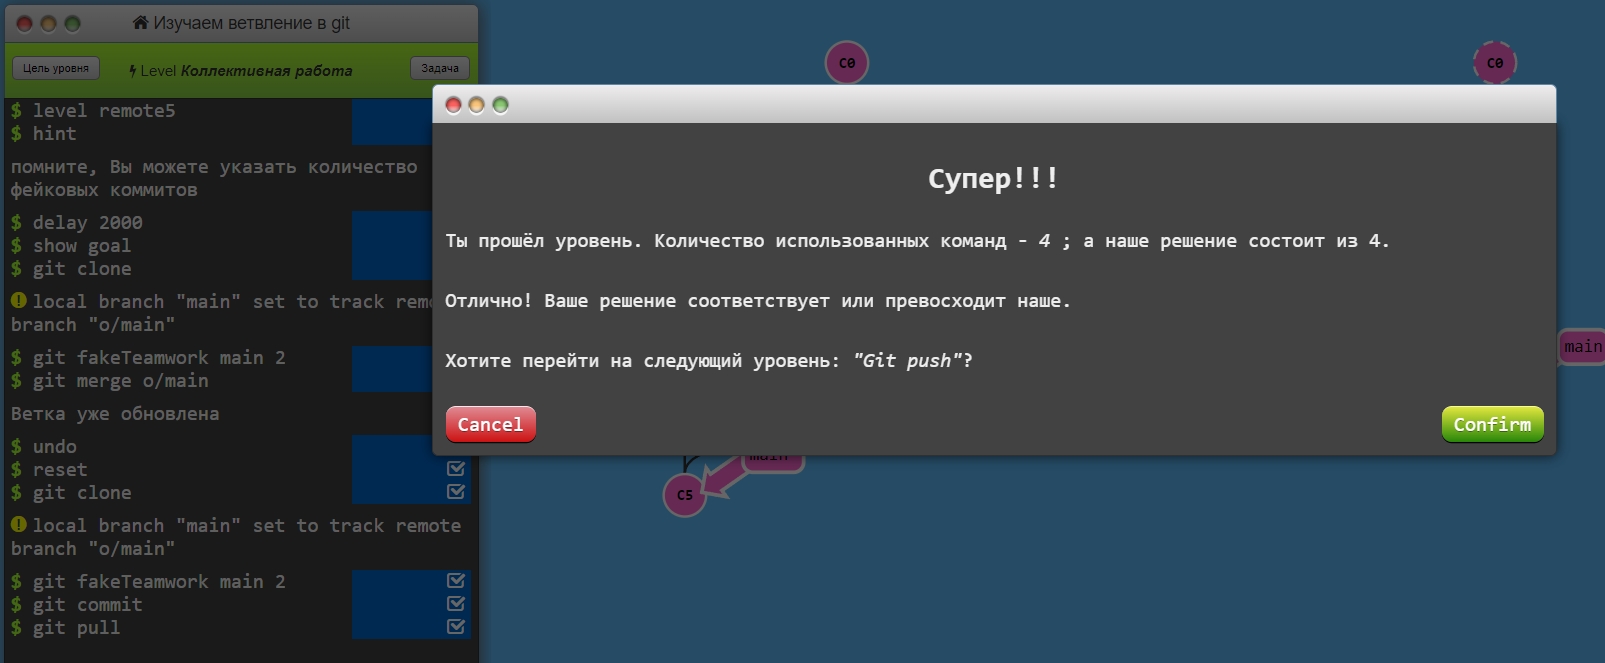 Изучаем ветвление в git
Цель уровня
Level Коллективная работа
Задача
$ level remote5
$ hint
помните, Вы можете указать количество
фейковых коммитов
$ delay 2000
$ show goal
$ git clone
local branch "main" set to track remo
branch "o/main"
$ git fakeTeamwork main 2
$ git merge o/main
Ветка уже обновлена
$ undo
$ reset
$ git clone
local branch "main" set to track remote
branch "o/main"
$ git fakeTeamwork main 2
$ git commit
$ git pull
C0
C0
Супер!!!
Ты прошёл уровень. Количество использованных команд - 4 ; а наше решение состоит из 4.
Отлично! Ваше решение соответствует или превосходит наше.
Хотите перейти на следующий уровень: "Git push"?
Cancel
Confirm
main
main
C5